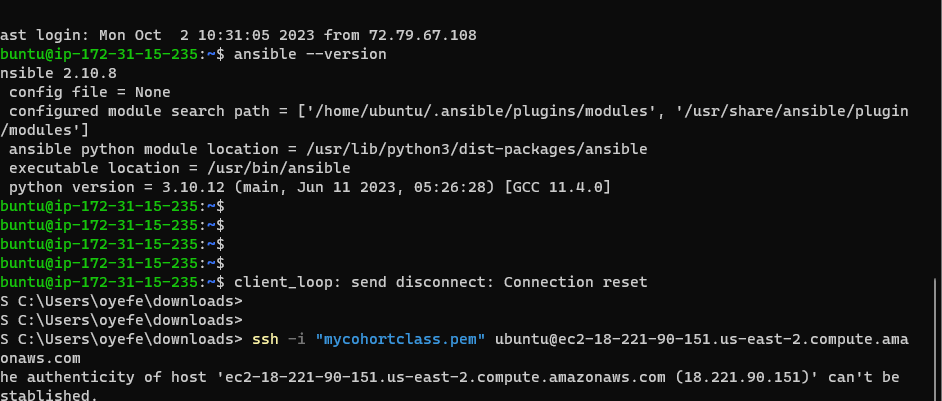 ast login: Mon Oct  2 10:31:05 2023 from 72.79.67.108
buntu@ip-172-31-15-235:~$ ansible --version
nsible 2.10.8
 config file = None
 configured module search path = ['/home/ubuntu/.ansible/plugins/modules', '/usr/share/ansible/plugin
/modules']
 ansible python module location = /usr/lib/python3/dist-packages/ansible
 executable location = /usr/bin/ansible
 python version = 3.10.12 (main, Jun 11 2023, 05:26:28) [GCC 11.4.0]
buntu@ip-172-31-15-235:~$
buntu@ip-172-31-15-235:~$
buntu@ip-172-31-15-235:~$
buntu@ip-172-31-15-235:~$
buntu@ip-172-31-15-235:~$ client_loop: send disconnect: Connection reset
S C:\Users\oyefe\downloads>
S C:\Users\oyefe\downloads>
S C:\Users\oyefe\downloads> ssh -i "mycohortclass.pem" ubuntu@ec2-18-221-90-151.us-east-2.compute.ama
onaws.com
he authenticity of host 'ec2-18-221-90-151.us-east-2.compute.amazonaws.com (18.221.90.151)' can't be
stablished.